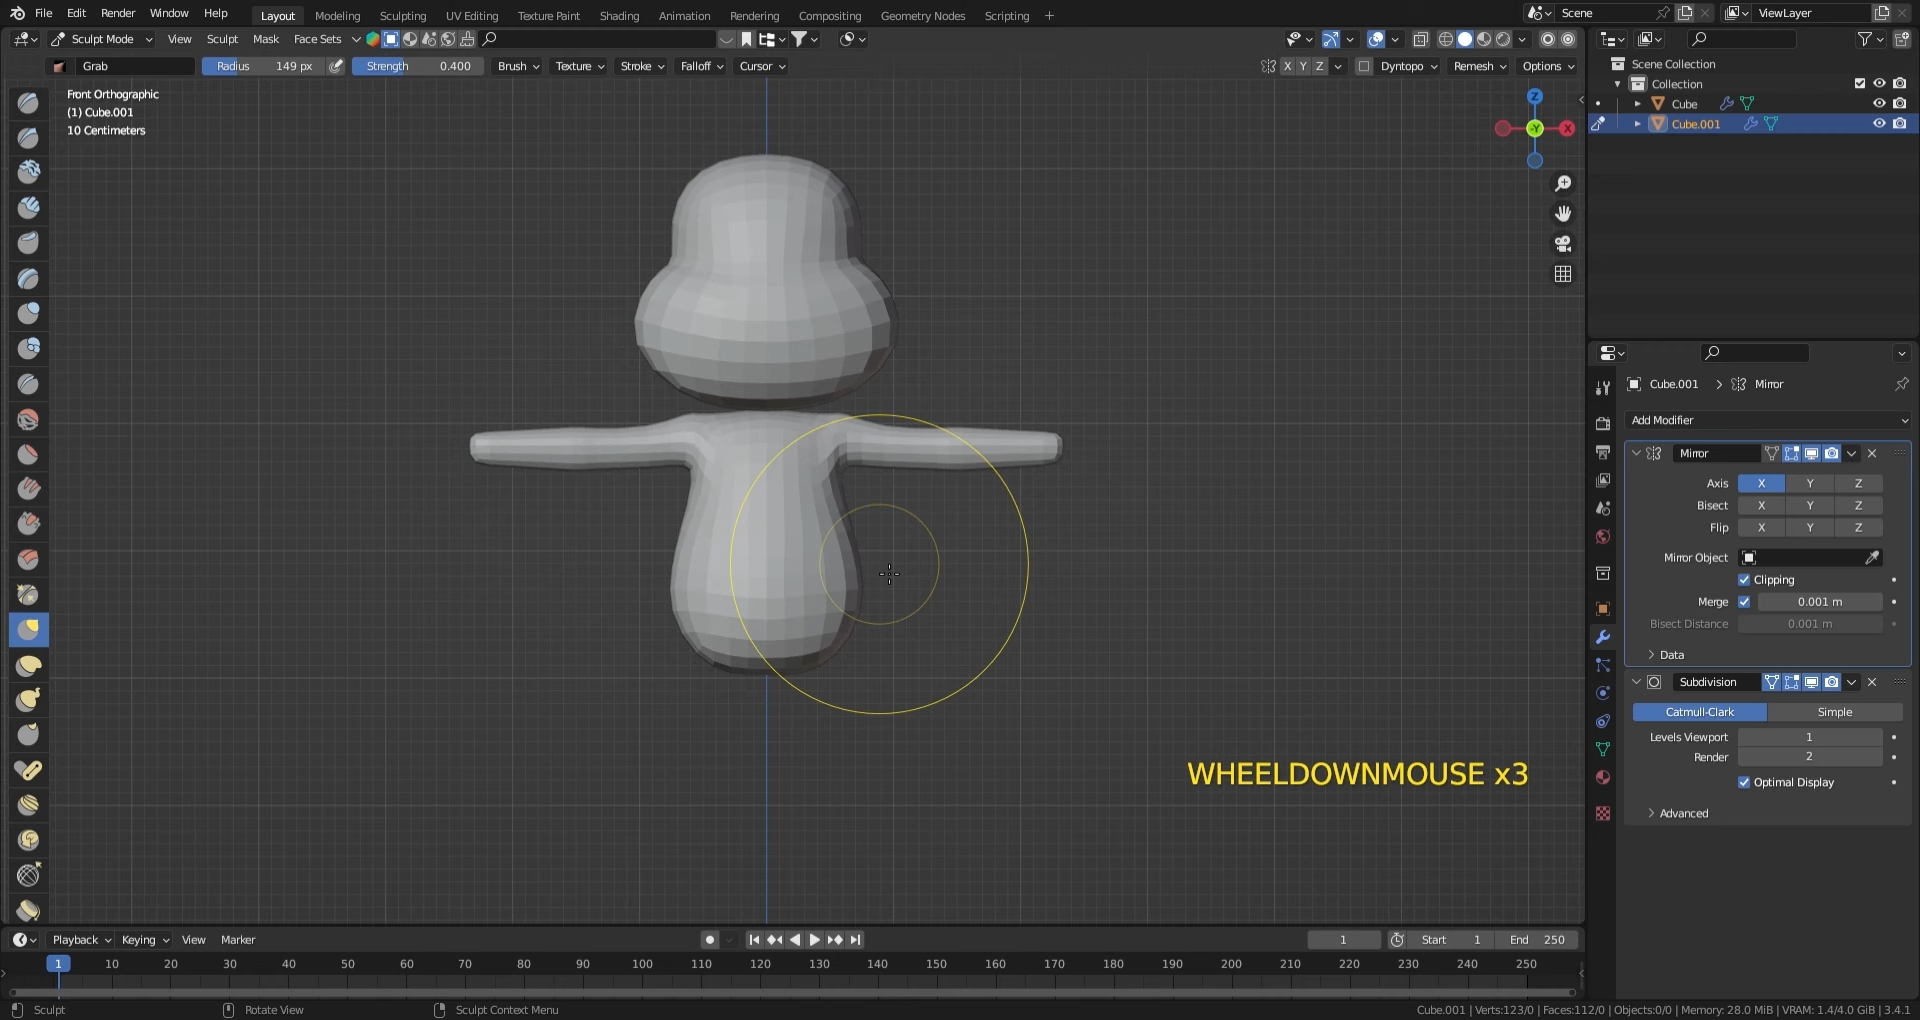 File Edit Render Window Help Layout Modeling Sculpting UV Editing Texture Paint Shading Animation Rendering Compositing Geometry Nodes Scripting + Scene ViewLayer
Sculpt Mode View Sculpt Mask Face Sets
Grab Radius 149 px Strength 0.400 Brush Texture Stroke Falloff Cursor X Y Z Dyntopo Remesh Options
Front Orthographic
(1) Cube.001
10 Centimeters
Z
-Y X
WHEELDOWNMOUSE x3
Scene Collection
Collection
Cube
Cube.001
Cube.001 > Mirror
Add Modifier
Mirror
Axis X Y Z
Bisect X Y Z
Flip X Y Z
Mirror Object
Clipping
Merge 0.001 m
Bisect Distance 0.001 m
Data
Subdivision
Catmull-Clark Simple
Levels Viewport 1
Render 2
Optimal Display
Advanced
Playback Keying View Marker 1 Start 1 End 250
1 10 20 30 40 50 60 70 80 90 100 110 120 130 140 150 160 170 180 190 200 210 220 230 240 250
Sculpt Rotate View Sculpt Context Menu Cube.001 | Verts:123/0 | Faces:112/0 | Objects:0/0 | Memory: 28.0 MiB | VRAM: 1.4/4.0 GiB | 3.4.1